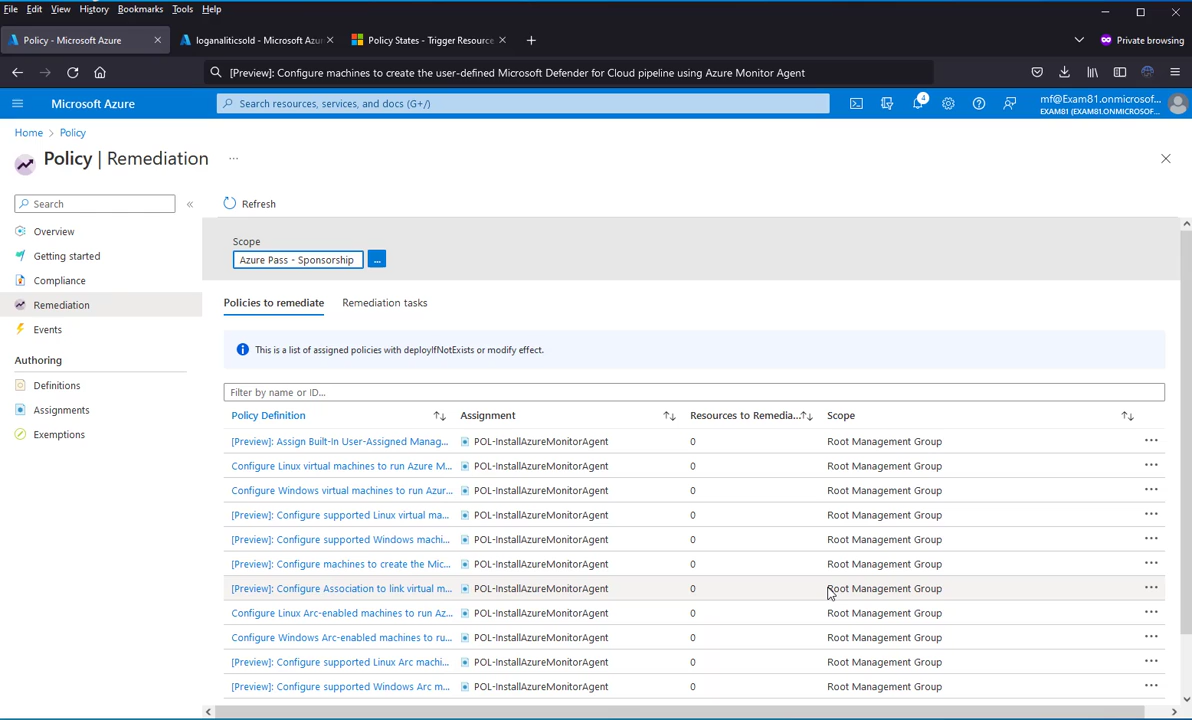 File Edit View History Bookmarks Tools Help
Policy - Microsoft Azure
loganaliticsold - Microsoft Azur
Policy States - Trigger Resource
Private browsing
[Preview]: Configure machines to create the user-defined Microsoft Defender for Cloud pipeline using Azure Monitor Agent
Microsoft Azure
Search resources, services, and docs (G+/)
4
mf@Exam81.onmicrosof...
EXAM81 (EXAM81.ONMICROSOF...
Home > Policy
Policy | Remediation ...
Search
«
Overview
Getting started
Compliance
Remediation
Events
Authoring
Definitions
Assignments
Exemptions
Refresh
Scope
Azure Pass - Sponsorship ...
Policies to remediate Remediation tasks
This is a list of assigned policies with deployIfNotExists or modify effect.
Filter by name or ID...
Policy Definition Assignment Resources to Remedia... Scope
[Preview]: Assign Built-In User-Assigned Manag... POL-InstallAzureMonitorAgent 0 Root Management Group ...
Configure Linux virtual machines to run Azure M... POL-InstallAzureMonitorAgent 0 Root Management Group ...
Configure Windows virtual machines to run Azur... POL-InstallAzureMonitorAgent 0 Root Management Group ...
[Preview]: Configure supported Linux virtual ma... POL-InstallAzureMonitorAgent 0 Root Management Group ...
[Preview]: Configure supported Windows machi... POL-InstallAzureMonitorAgent 0 Root Management Group ...
[Preview]: Configure machines to create the Mic... POL-InstallAzureMonitorAgent 0 Root Management Group ...
[Preview]: Configure Association to link virtual m... POL-InstallAzureMonitorAgent 0 Root Management Group ...
Configure Linux Arc-enabled machines to run Az... POL-InstallAzureMonitorAgent 0 Root Management Group ...
Configure Windows Arc-enabled machines to ru... POL-InstallAzureMonitorAgent 0 Root Management Group ...
[Preview]: Configure supported Linux Arc machi... POL-InstallAzureMonitorAgent 0 Root Management Group ...
[Preview]: Configure supported Windows Arc m... POL-InstallAzureMonitorAgent 0 Root Management Group ...